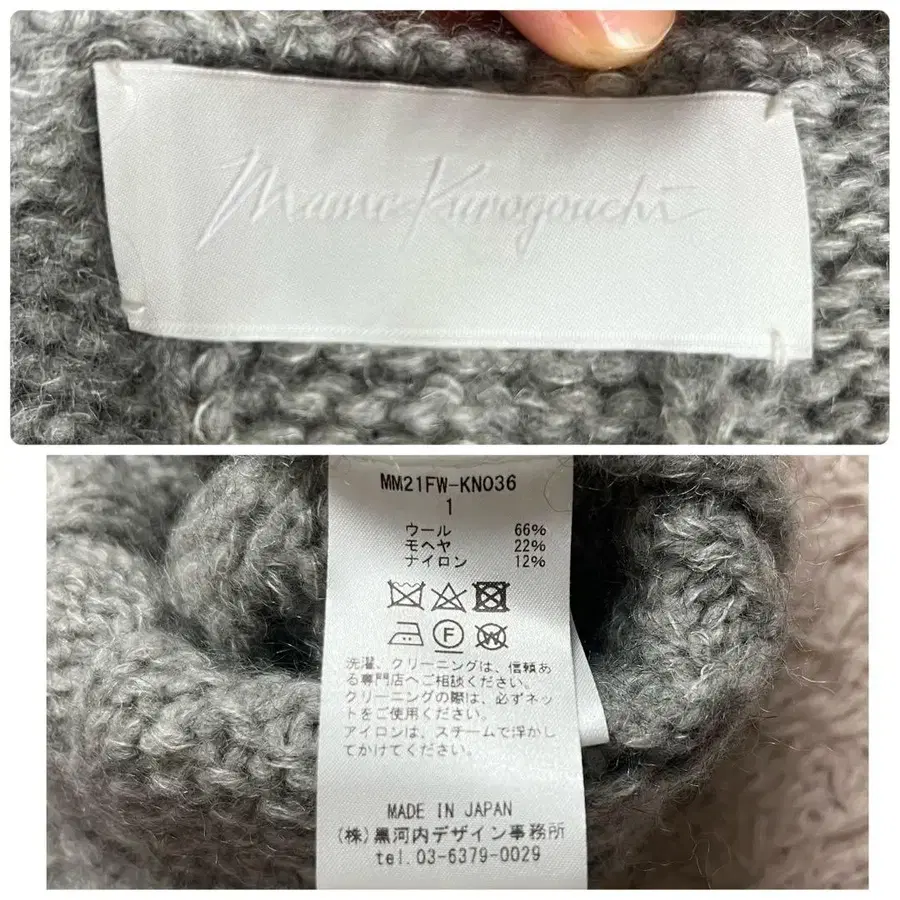 Mame Kurogouchi
MM21FW-KN036
1
ウール 66%
モヘヤ 22%
ナイロン 12%
F
W
洗濯、クリーニングは、信頼あ
る専門店へご相談ください。
クリーニングの際は、必ずネッ
トをご使用ください。
アイロンは、スチームで浮かし
てかけてください。
MADE IN JAPAN
(株)黒河内デザイン事務所
tel.03-6379-0029